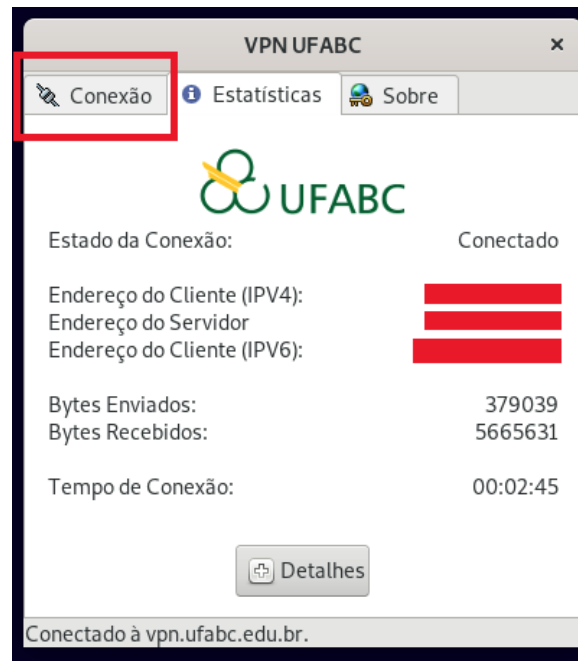 VPN UFABC ×
Conexão Estatísticas Sobre
UFABC
Estado da Conexão: Conectado
Endereço do Cliente (IPV4):
Endereço do Servidor
Endereço do Cliente (IPV6):
Bytes Enviados: 379039
Bytes Recebidos: 5665631
Tempo de Conexão: 00:02:45
Detalhes
Conectado à vpn.ufabc.edu.br.